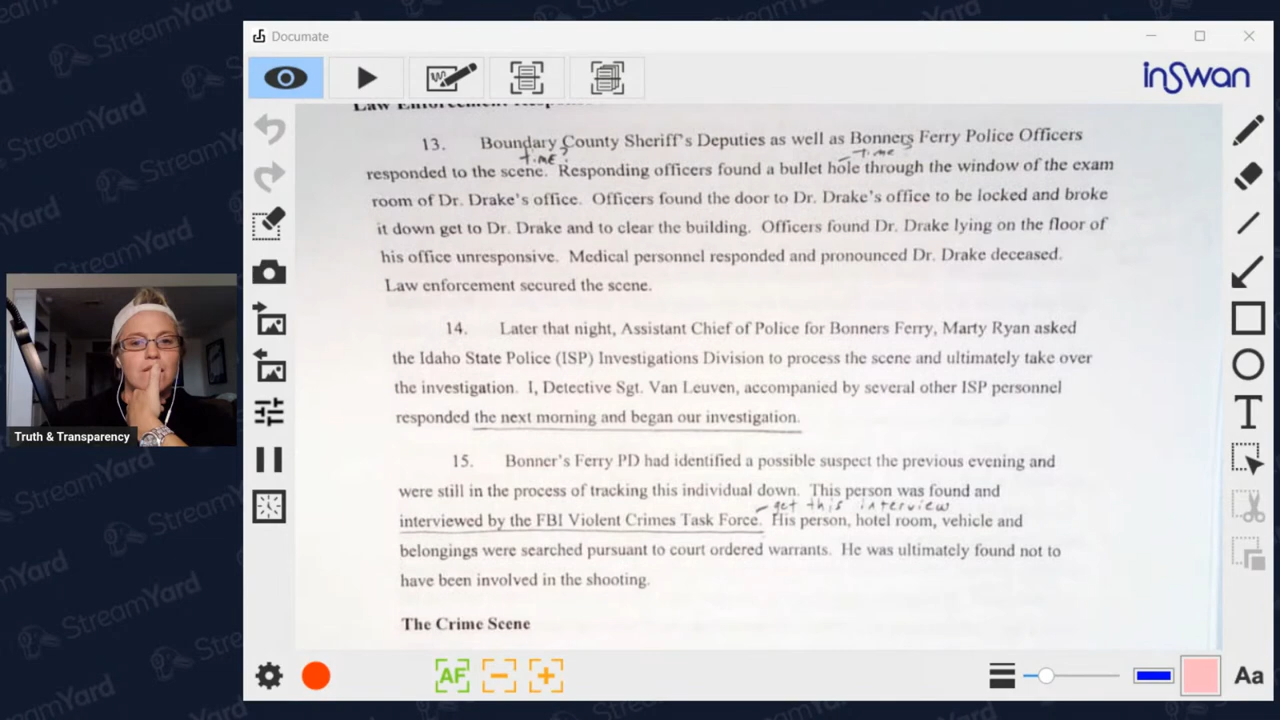 StreamYard
Documate
inSwan
13. Boundary County Sheriff's Deputies as well as Bonners Ferry Police Officers
time?
- Time?
responded to the scene. Responding officers found a bullet hole through the window of the exam
room of Dr. Drake's office. Officers found the door to Dr. Drake's office to be locked and broke
it down get to Dr. Drake and to clear the building. Officers found Dr. Drake lying on the floor of
his office unresponsive. Medical personnel responded and pronounced Dr. Drake deceased.
Law enforcement secured the scene.
14. Later that night, Assistant Chief of Police for Bonners Ferry, Marty Ryan asked
the Idaho State Police (ISP) Investigations Division to process the scene and ultimately take over
the investigation. I, Detective Sgt. Van Leuven, accompanied by several other ISP personnel
responded the next morning and began our investigation.
15. Bonner's Ferry PD had identified a possible suspect the previous evening and
were still in the process of tracking this individual down. This person was found and
- get this interview
interviewed by the FBI Violent Crimes Task Force. His person, hotel room, vehicle and
belongings were searched pursuant to court ordered warrants. He was ultimately found not to
have been involved in the shooting.
The Crime Scene
Truth & Transparency
T
AF
Aa